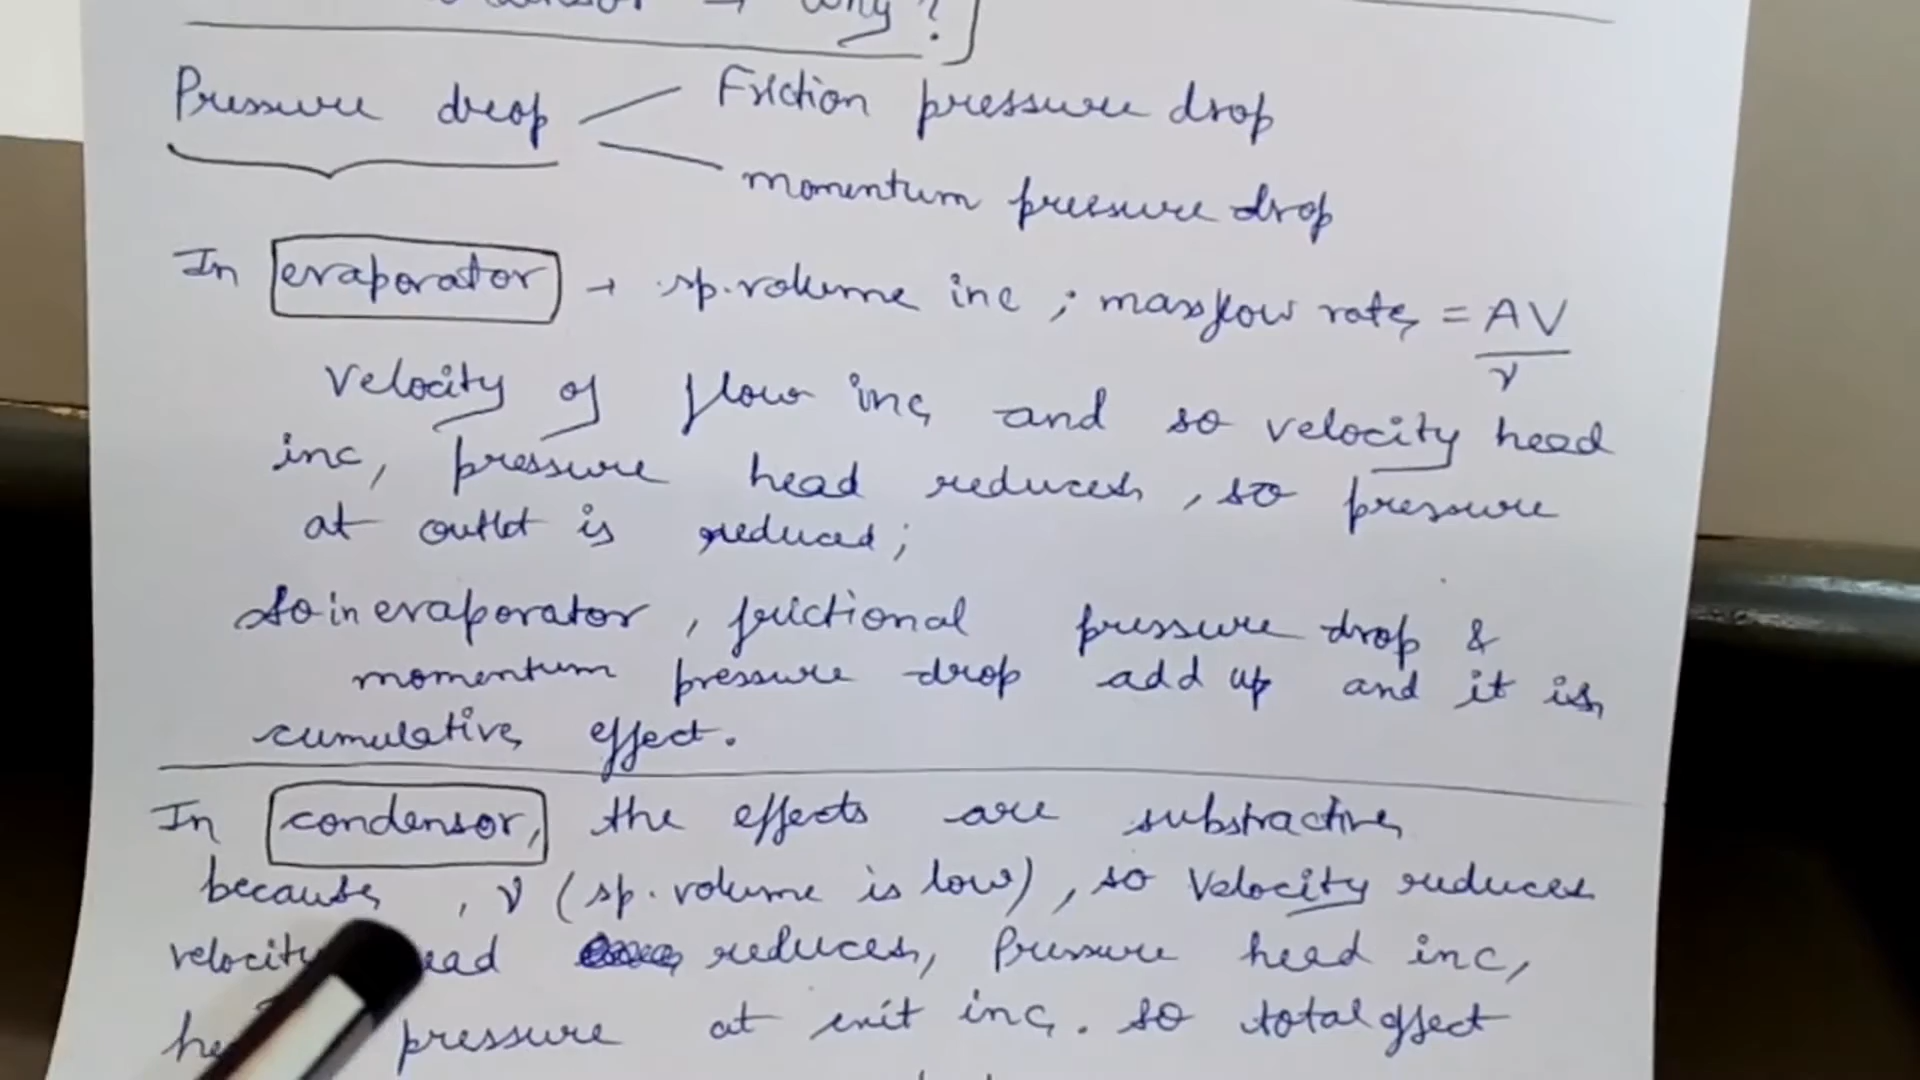 → why?
Pressure drop
Friction pressure drop
momentum pressure drop
In evaporator → sp. volume inc ; mass flow rate = AV/v
Velocity of flow inc, and so velocity head
inc, pressure head reduces, so pressure
at outlet is reduced;
So in evaporator, frictional pressure drop &
momentum pressure drop add up and it is
cumulative effect.
In condensor, the effects are substractive
because, v (sp. volume is low), so Velocity reduces
velocity reduces, Pressure head inc,
pressure at exit inc. so total effect